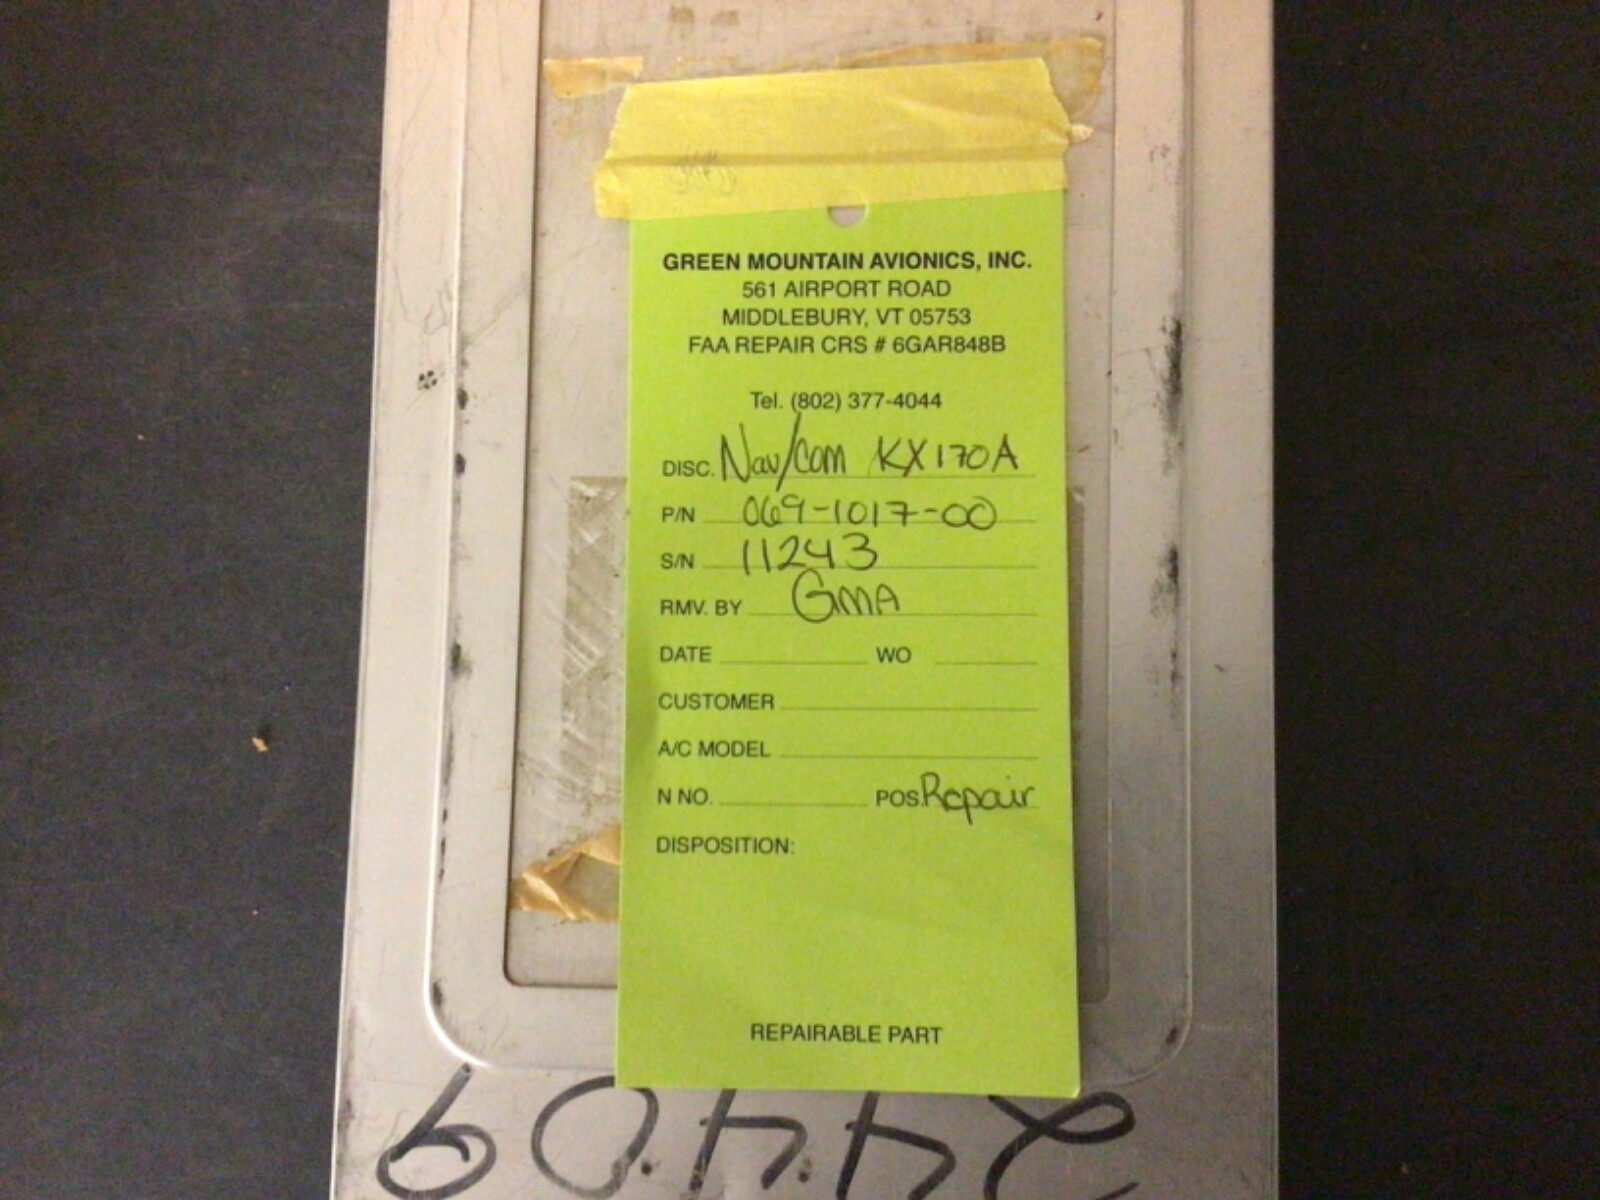 GREEN MOUNTAIN AVIONICS, INC.
561 AIRPORT ROAD
MIDDLEBURY, VT 05753
FAA REPAIR CRS # 6GAR848B
Tel. (802) 377-4044
DISC. Nav/Com KX170A
P/N 069-1017-00
S/N 11243
RMV. BY GMA
DATE WO
CUSTOMER
A/C MODEL
N NO. POS. Repair
DISPOSITION:
REPAIRABLE PART